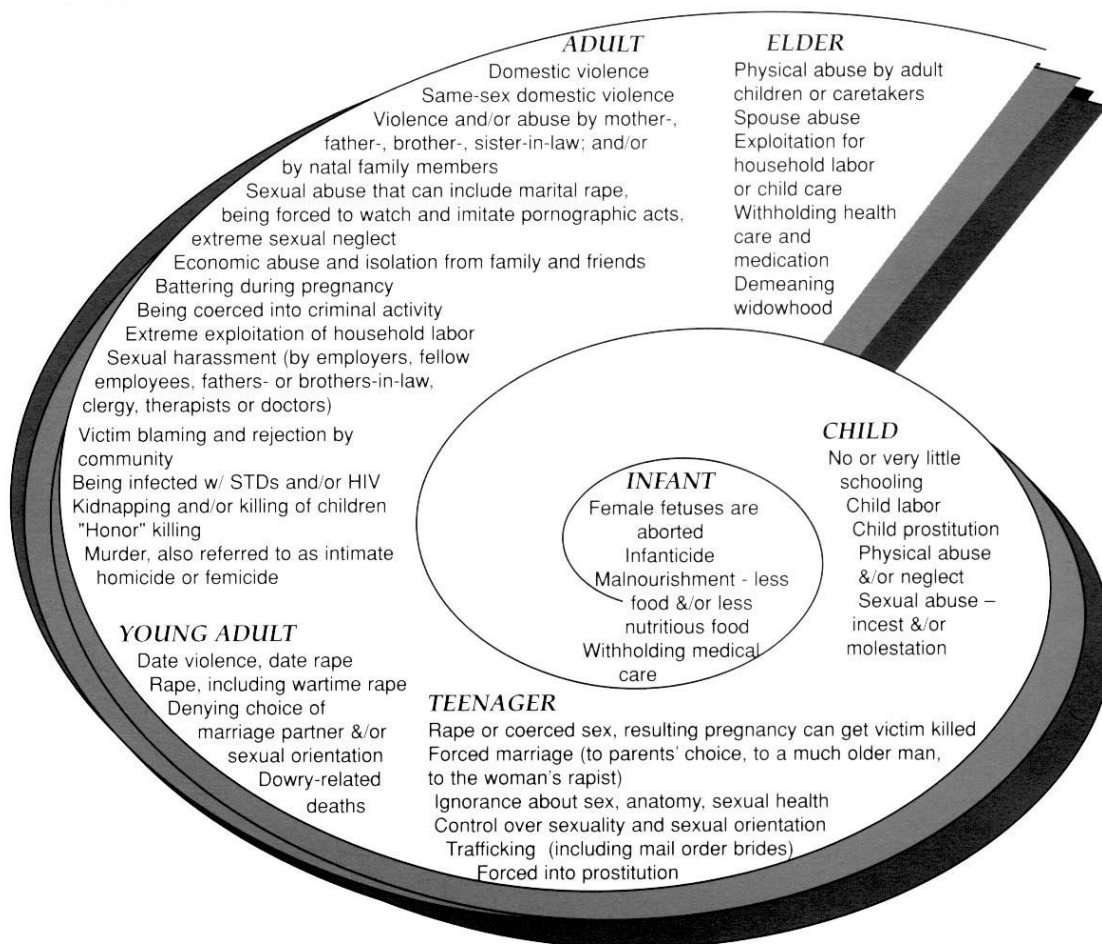 ADULT
Domestic violence
Same-sex domestic violence
Violence and/or abuse by mother-,
father-, brother-, sister-in-law; and/or
by natal family members
Sexual abuse that can include marital rape,
being forced to watch and imitate pornographic acts,
extreme sexual neglect
Economic abuse and isolation from family and friends
Battering during pregnancy
Being coerced into criminal activity
Extreme exploitation of household labor
Sexual harassment (by employers, fellow
employees, fathers- or brothers-in-law,
clergy, therapists or doctors)
Victim blaming and rejection by
community
Being infected w/ STDs and/or HIV
Kidnapping and/or killing of children
"Honor" killing
Murder, also referred to as intimate
homicide or femicide
ELDER
Physical abuse by adult
children or caretakers
Spouse abuse
Exploitation for
household labor
or child care
Withholding health
care and
medication
Demeaning
widowhood
INFANT
Female fetuses are
aborted
Infanticide
Malnourishment - less
food &/or less
nutritious food
Withholding medical
care
CHILD
No or very little
schooling
Child labor
Child prostitution
Physical abuse
&/or neglect
Sexual abuse –
incest &/or
molestation
YOUNG ADULT
Date violence, date rape
Rape, including wartime rape
Denying choice of
marriage partner &/or
sexual orientation
Dowry-related
deaths
TEENAGER
Rape or coerced sex, resulting pregnancy can get victim killed
Forced marriage (to parents' choice, to a much older man,
to the woman's rapist)
Ignorance about sex, anatomy, sexual health
Control over sexuality and sexual orientation
Trafficking (including mail order brides)
Forced into prostitution